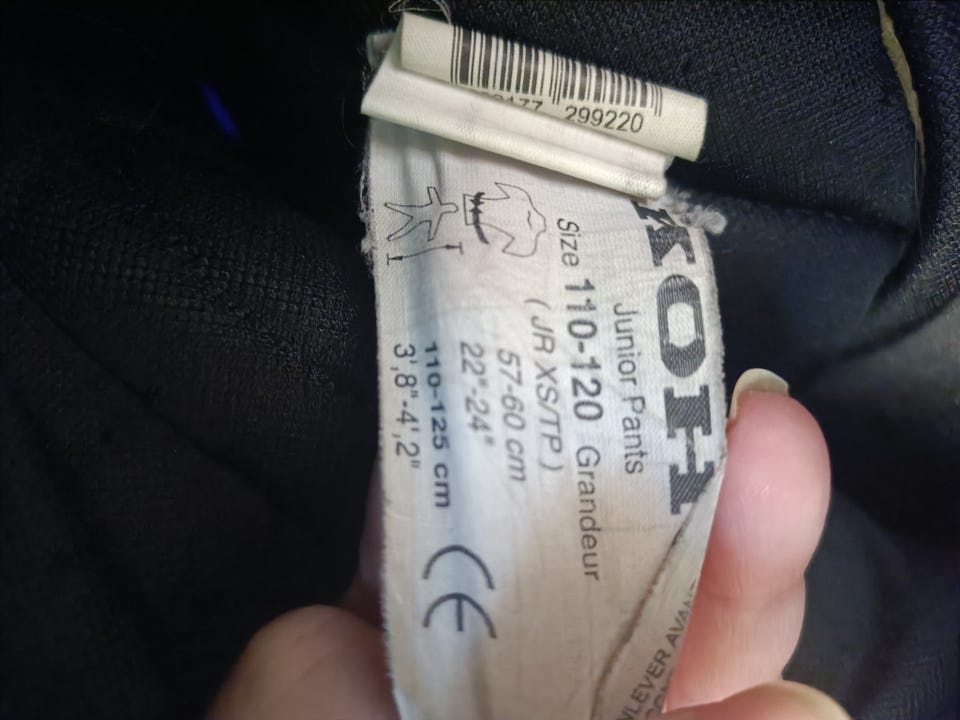 299220
KOHO
Junior Pants
Size 110-120 Grandeur
(JR XS/TP)
57-60 cm
22"-24"
110-125 cm
3',8"-4',2"
CE